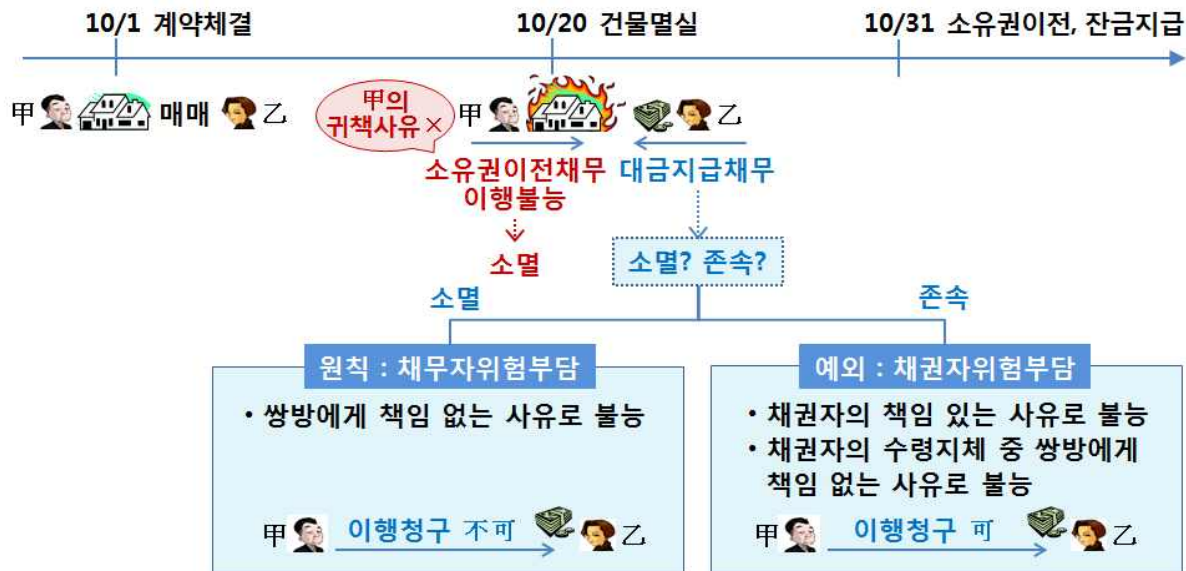 10/1 계약체결
10/20 건물멸실
10/31 소유권이전, 잔금지급
甲
매매
乙
甲의
귀책사유×
甲
乙
소유권이전채무
이행불능
대금지급채무
소멸
소멸? 존속?
소멸
존속
원칙 : 채무자위험부담
• 쌍방에게 책임 없는 사유로 불능
甲 이행청구 不可 乙
예외 : 채권자위험부담
• 채권자의 책임 있는 사유로 불능
• 채권자의 수령지체 중 쌍방에게
책임 없는 사유로 불능
甲 이행청구 可 乙